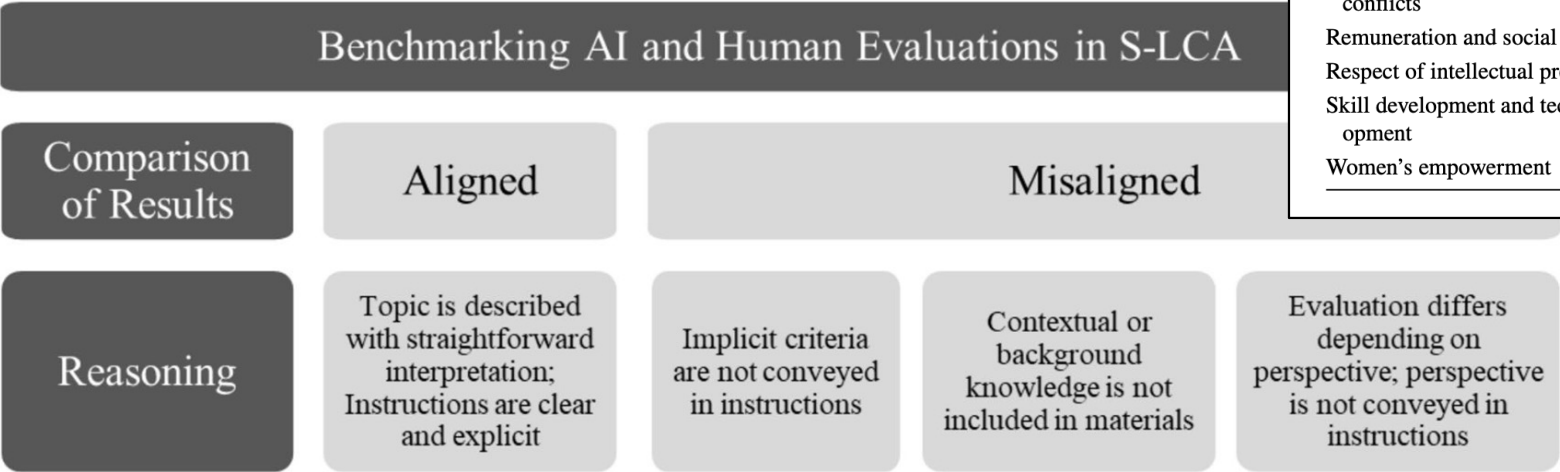 Benchmarking AI and Human Evaluations in S-LCA
conflicts
Remuneration and social
Respect of intellectual
Skill development and
opment
Women's empowerment
Comparison
of Results
Aligned
Misaligned
Reasoning
Topic is described
with straightforward
interpretation;
Instructions are clear
and explicit
Implicit criteria
are not conveyed
in instructions
Contextual or
background
knowledge is not
included in materials
Evaluation differs
depending on
perspective; perspective
is not conveyed in
instructions